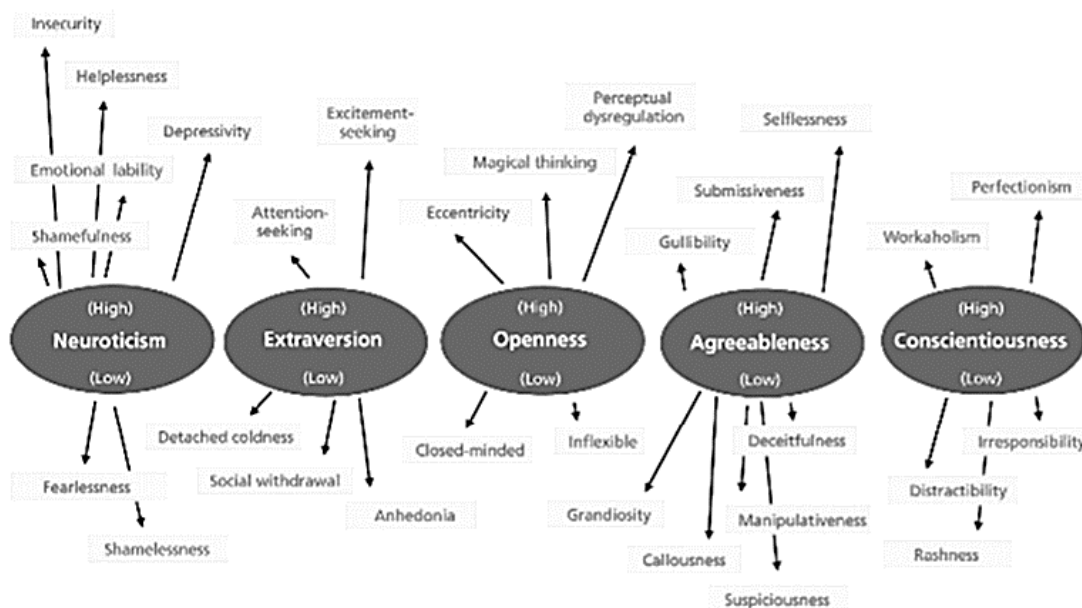 Insecurity
Helplessness
Depressivity
Emotional lability
Shamefulness
(High)
Neuroticism
(Low)
Fearlessness
Shamelessness
Excitement-
seeking
Attention-
seeking
(High)
Extraversion
(Low)
Detached coldness
Social withdrawal
Anhedonia
Perceptual
dysregulation
Magical thinking
Eccentricity
(High)
Openness
(Low)
Closed-minded
Inflexible
Selflessness
Submissiveness
Gullibility
(High)
Agreeableness
(Low)
Deceitfulness
Grandiosity
Manipulativeness
Callousness
Suspiciousness
Perfectionism
Workaholism
(High)
Conscientiousness
(Low)
Irresponsibility
Distractibility
Rashness